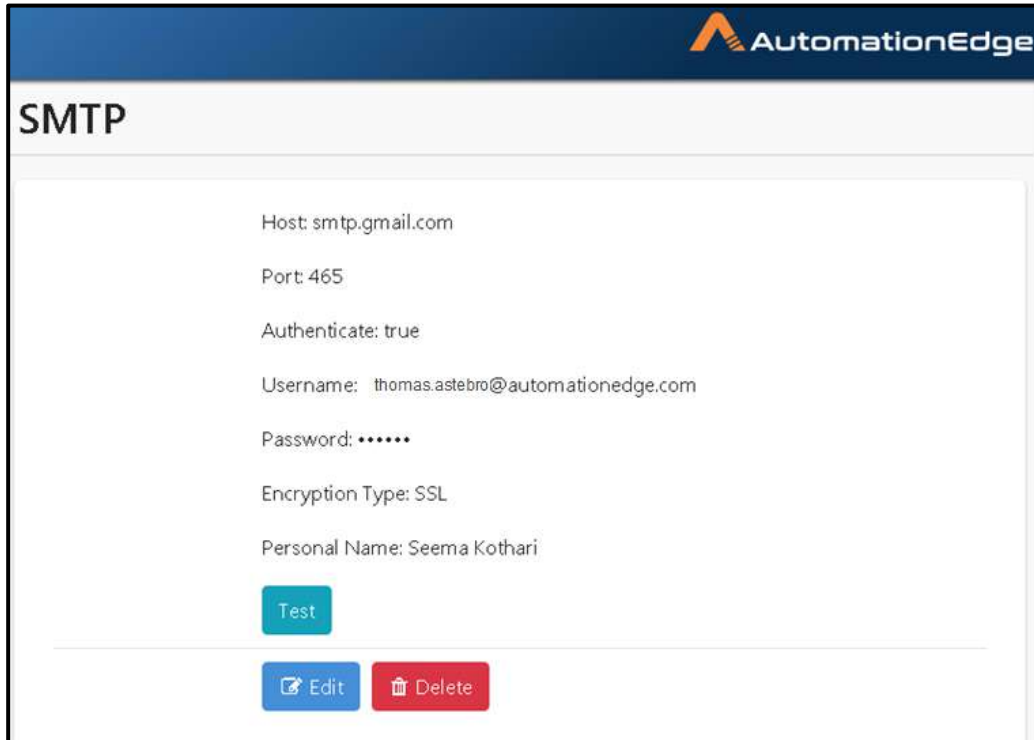 AutomationEdge
SMTP
Host: smtp.gmail.com
Port: 465
Authenticate: true
Username: thomas.astebro@automationedge.com
Password: ••••••
Encryption Type: SSL
Personal Name: Seema Kothari
Test
Edit Delete